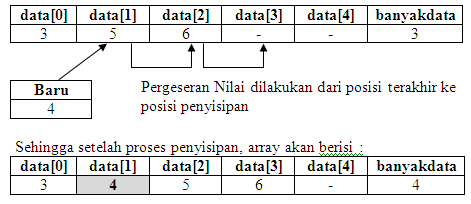 data[0] data[1] data[2] data[3] data[4] banyakdata
3 5 6 - - 3
Baru
4
Pergeseran Nilai dilakukan dari posisi terakhir ke
posisi penyisipan
Sehingga setelah proses penyisipan, array akan berisi :
data[0] data[1] data[2] data[3] data[4] banyakdata
3 4 5 6 - 4